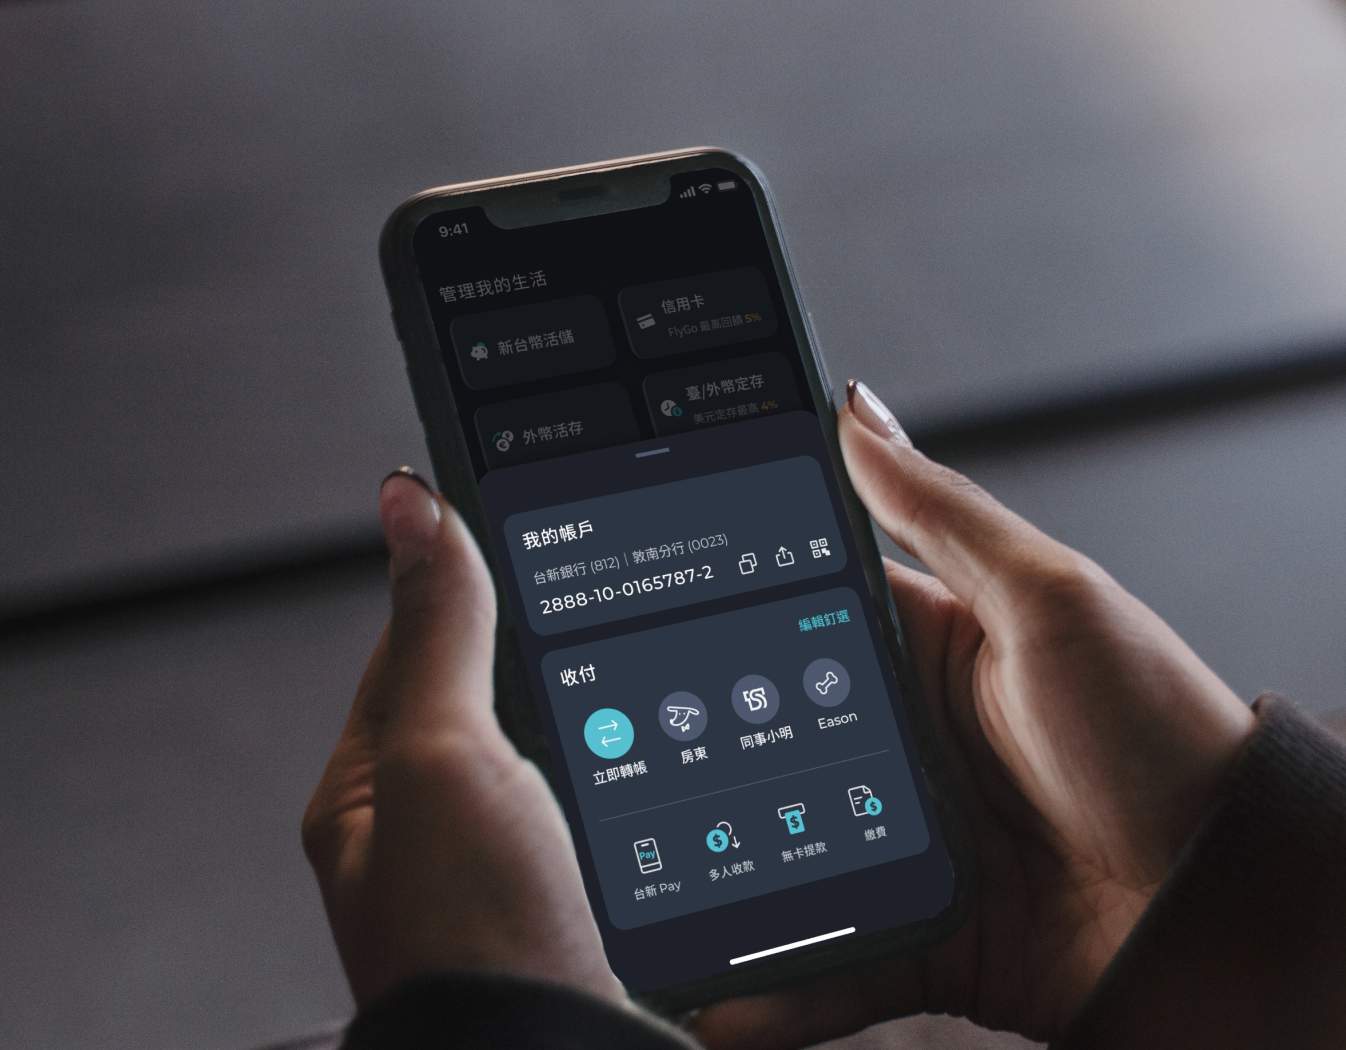 9:41
管理我的生活
新台幣活儲
信用卡
FlyGo 最高回饋 5%
外幣活存
臺/外幣定存
美元定存最高 4%
我的帳戶
台新銀行 (812)｜敦南分行 (0023)
2888-10-0165787-2
編輯釘選
收付
立即轉帳
房東
同事小明
Eason
Pay
台新 Pay
多人收款
無卡提款
繳費